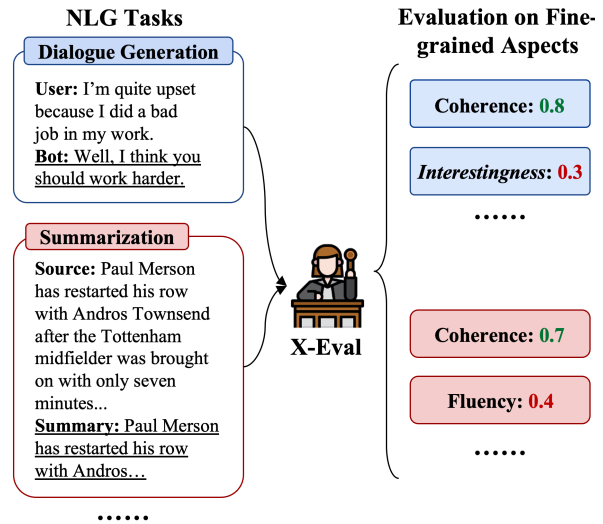 NLG Tasks
Dialogue Generation
User: I’m quite upset
because I did a bad
job in my work.
Bot: Well, I think you
should work harder.
Summarization
Source: Paul Merson
has restarted his row
with Andros Townsend
after the Tottenham
midfielder was brought
on with only seven
minutes...
Summary: Paul Merson
has restarted his row
with Andros…
……
X-Eval
Evaluation on Fine-
grained Aspects
Coherence: 0.8
Interestingness: 0.3
……
Coherence: 0.7
Fluency: 0.4
……